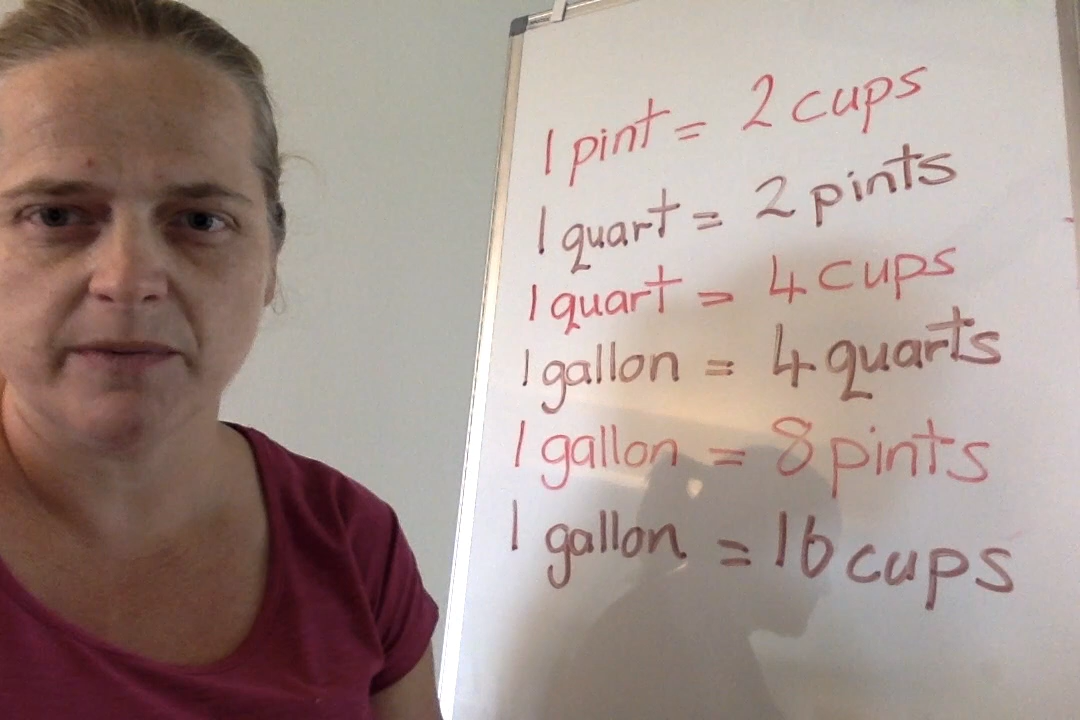 1 pint = 2 cups
1 quart = 2 pints
1 quart = 4 cups
1 gallon = 4 quarts
1 gallon = 8 pints
1 gallon = 16 cups